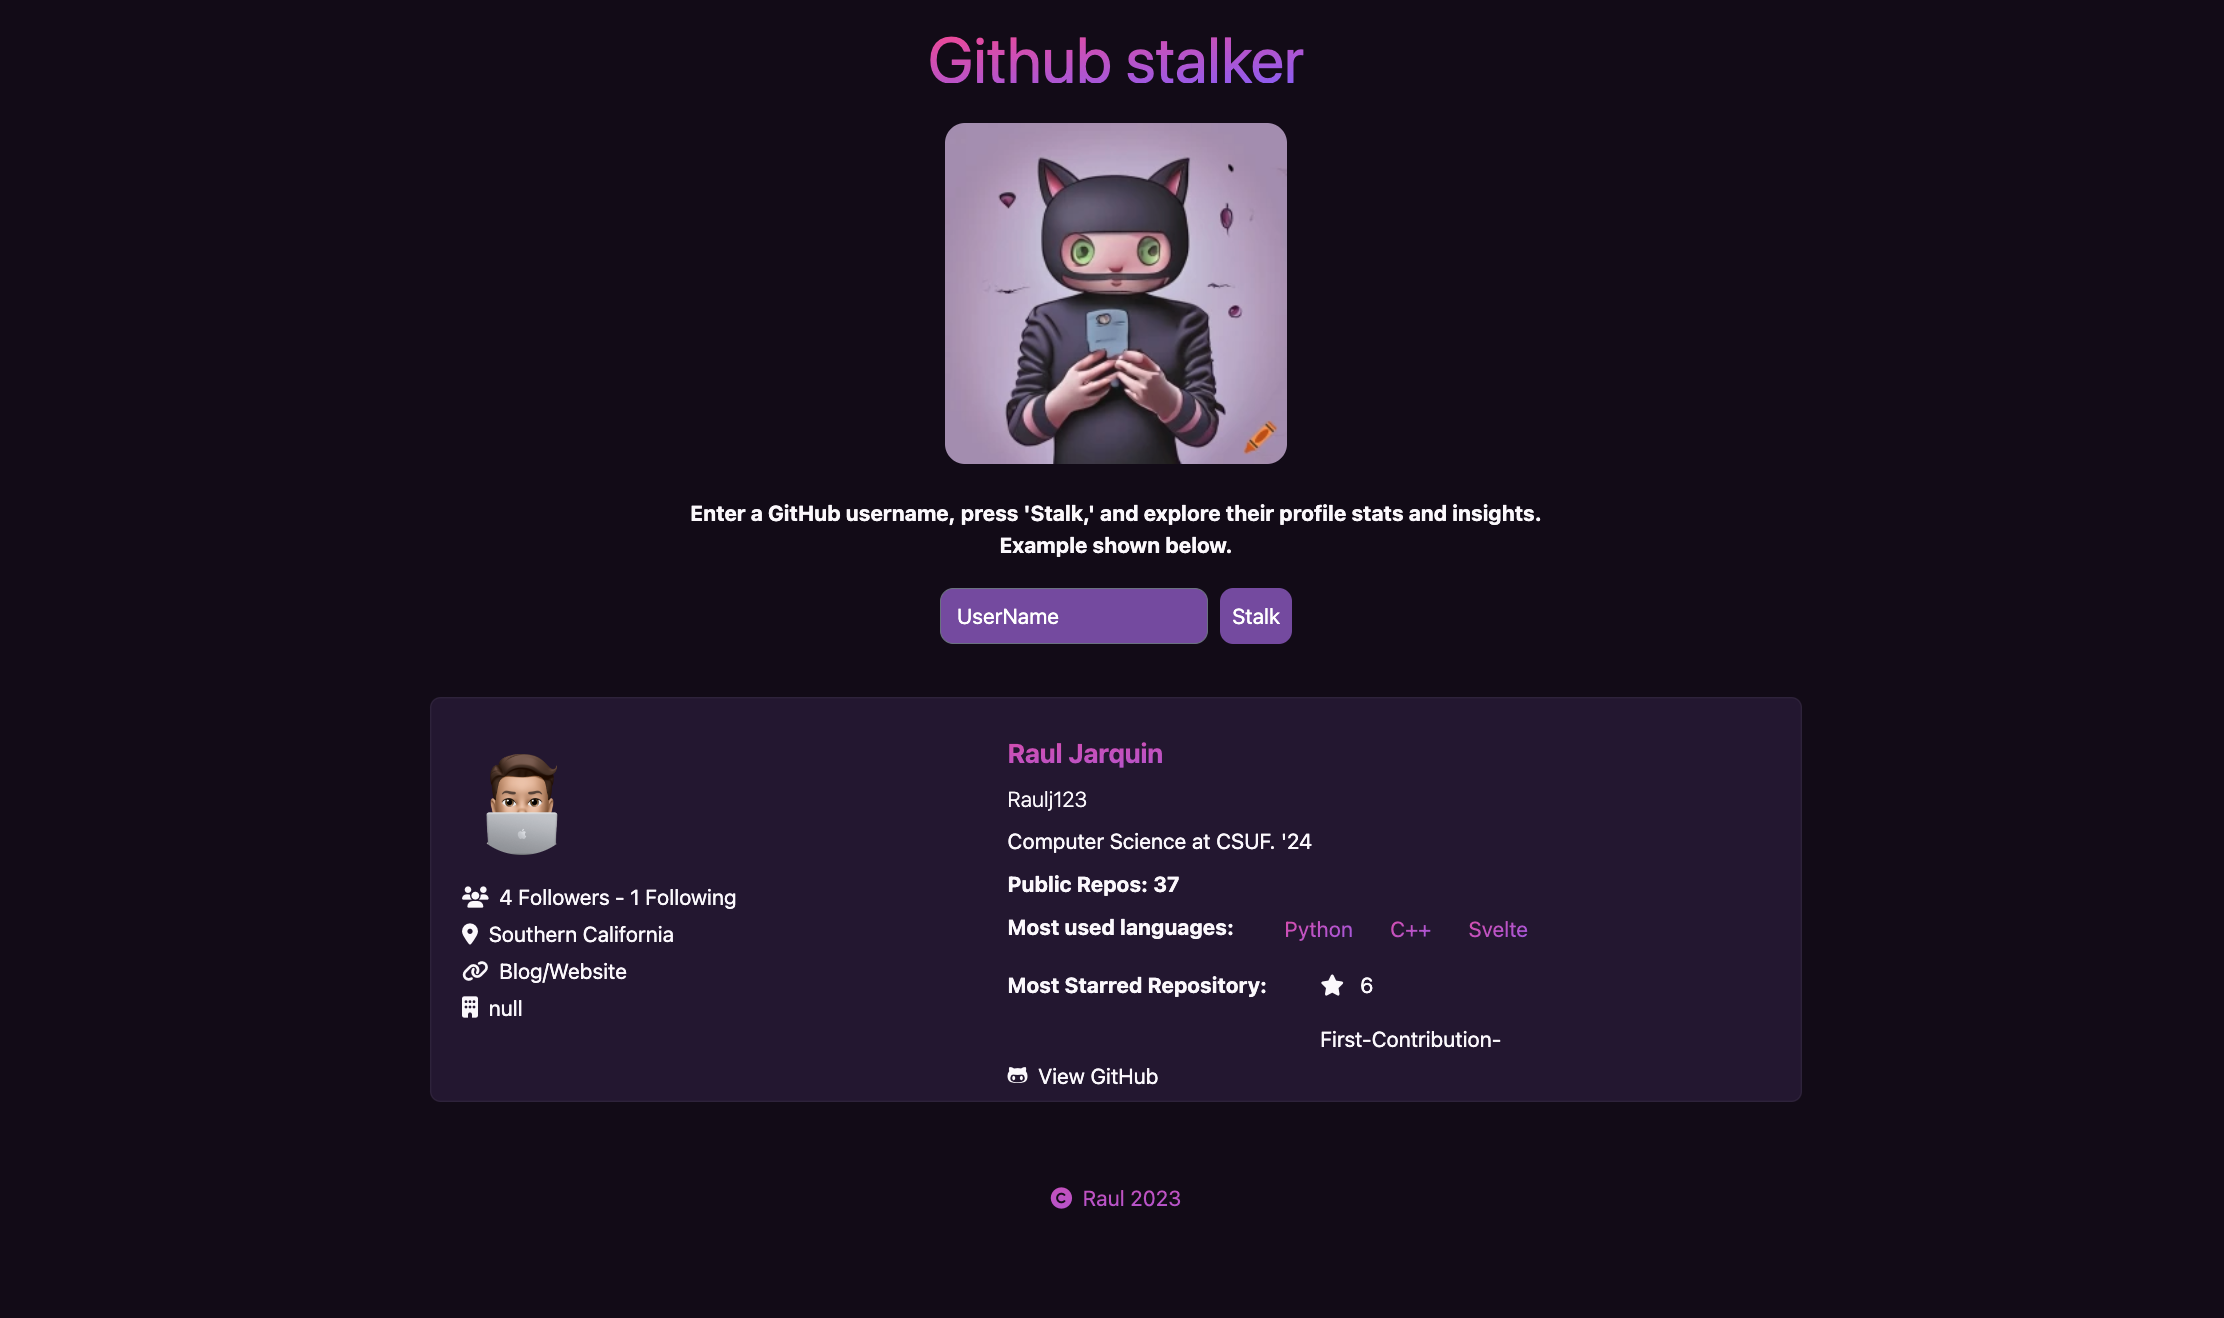 Github stalker
Enter a GitHub username, press 'Stalk,' and explore their profile stats and insights.
Example shown below.
UserName
Stalk
4 Followers - 1 Following
Southern California
Blog/Website
null
Raul Jarquin
Raulj123
Computer Science at CSUF. '24
Public Repos: 37
Most used languages: Python C++ Svelte
Most Starred Repository: 6
First-Contribution-
View GitHub
© Raul 2023